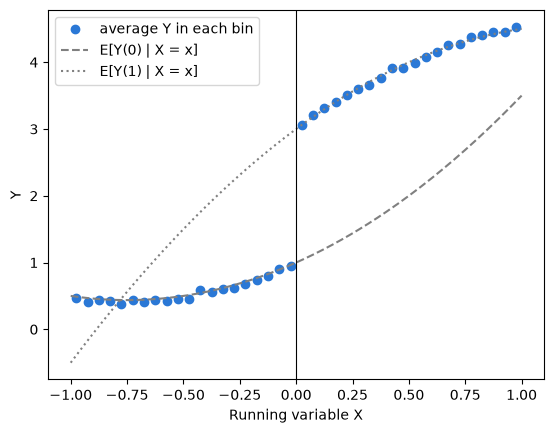 average Y in each bin
E[Y(0) | X = x]
E[Y(1) | X = x]
4
3
2
1
0
Y
−1.00 −0.75 −0.50 −0.25 0.00 0.25 0.50 0.75 1.00
Running variable X